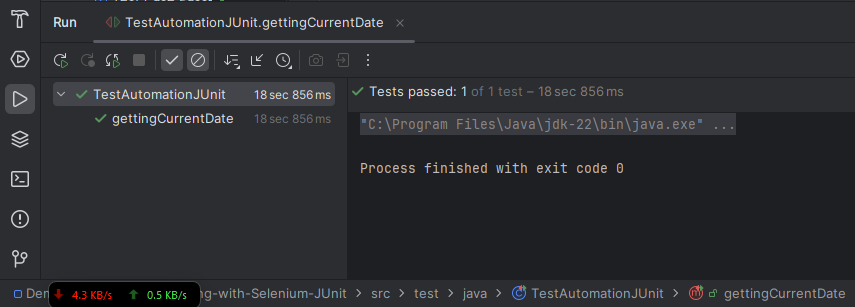 Run TestAutomationJUnit.gettingCurrentDate
TestAutomationJUnit 18 sec 856 ms
gettingCurrentDate 18 sec 856 ms
Tests passed: 1 of 1 test – 18 sec 856 ms
"C:\Program Files\Java\jdk-22\bin\java.exe" ...
Process finished with exit code 0
4.3 KB/s 0.5 KB/s
ng-with-Selenium-JUnit > src > test > java > TestAutomationJUnit > gettingCurrentDate